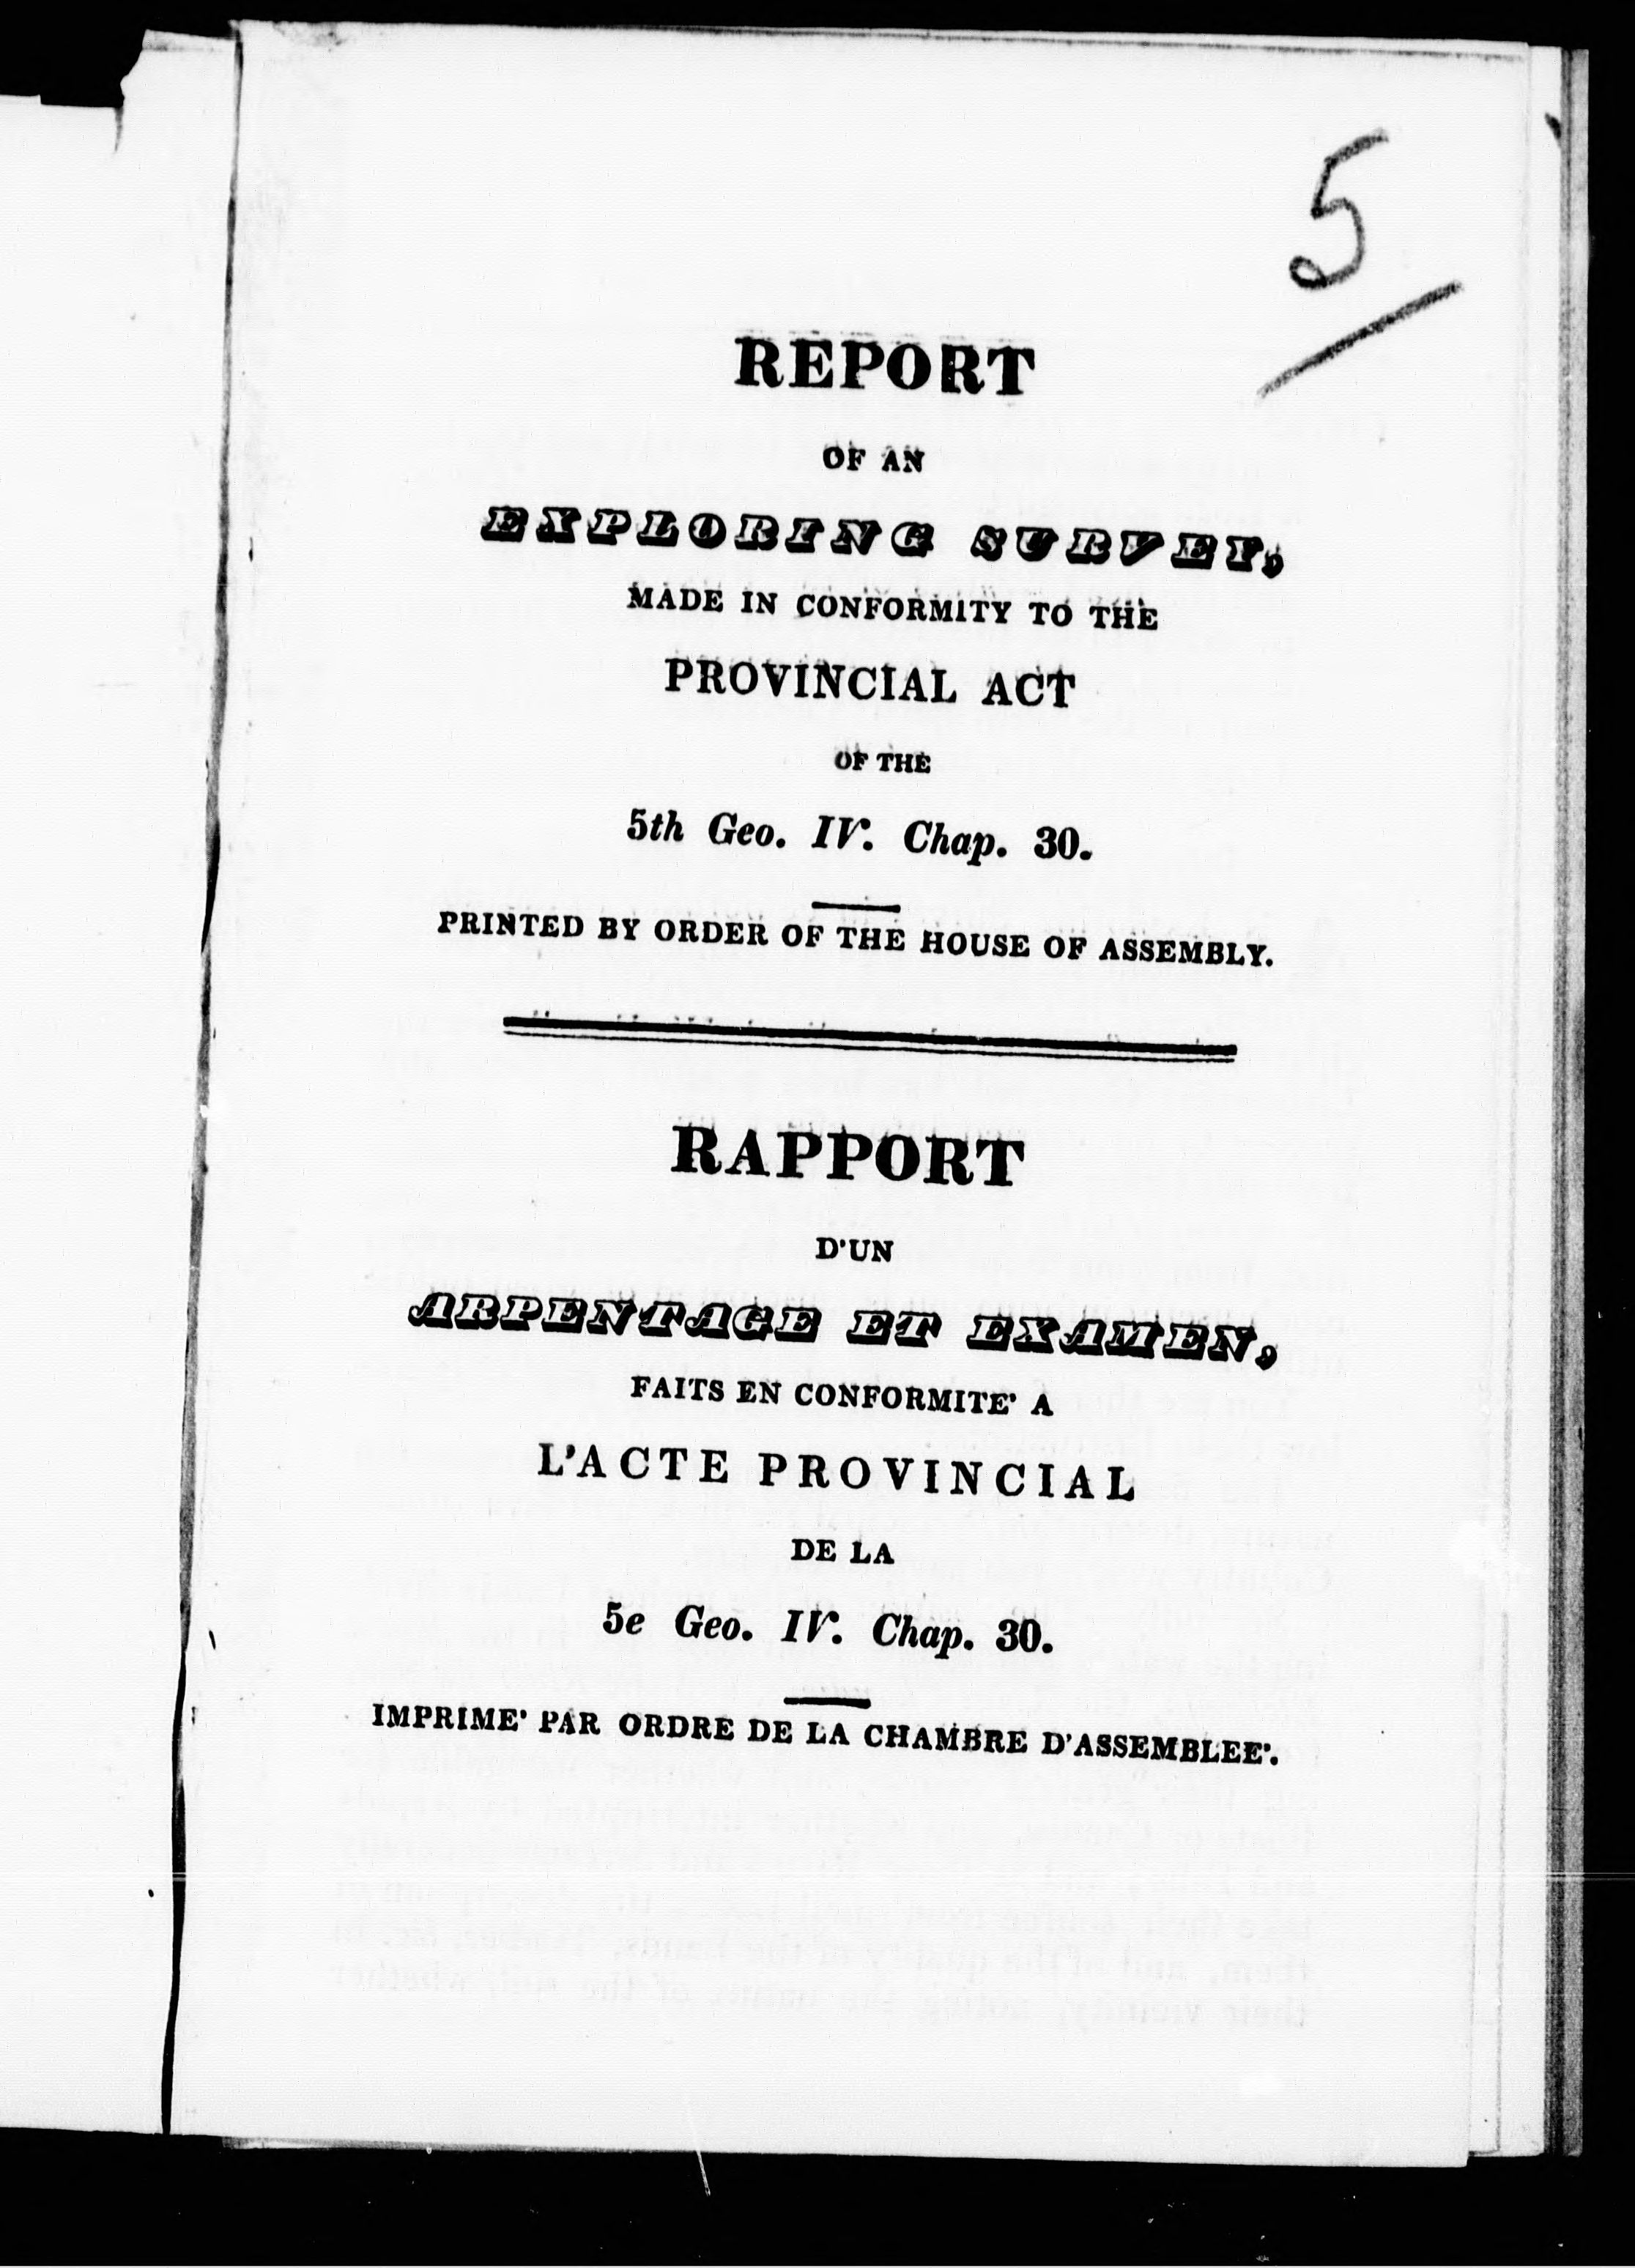 5
REPORT
OF AN
EXPLORING SURVEY,
MADE IN CONFORMITY TO THE
PROVINCIAL ACT
OF THE
5th Geo. IV. Chap. 30.
PRINTED BY ORDER OF THE HOUSE OF ASSEMBLY.
RAPPORT
D'UN
ARPENTAGE ET EXAMEN,
FAITS EN CONFORMITE' A
L'ACTE PROVINCIAL
DE LA
5e Geo. IV. Chap. 30.
IMPRIME' PAR ORDRE DE LA CHAMBRE D'ASSEMBLEE'.